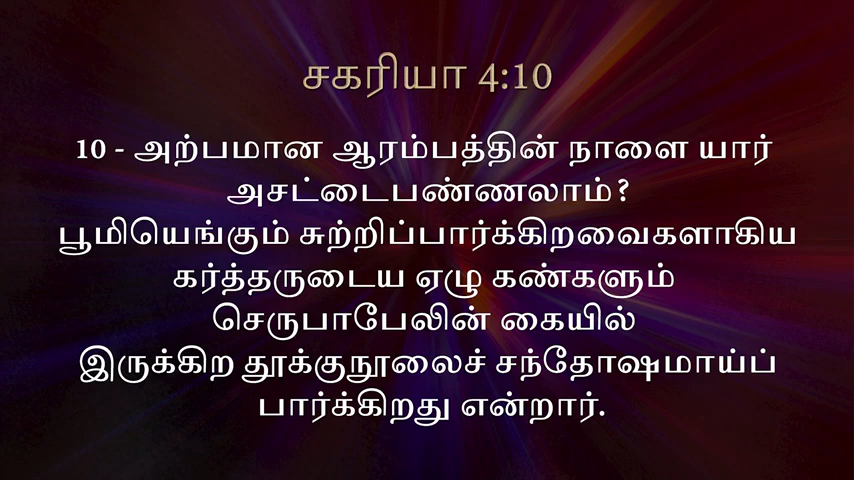 சகரியா 4:10
10 - அற்பமான ஆரம்பத்தின் நாளை யார்
அசட்டைபண்ணலாம்?
பூமியெங்கும் சுற்றிப்பார்க்கிறவைகளாகிய
கர்த்தருடைய ஏழு கண்களும்
செருபாபேலின் கையில்
இருக்கிற தூக்குநூலைச் சந்தோஷமாய்ப்
பார்க்கிறது என்றார்.